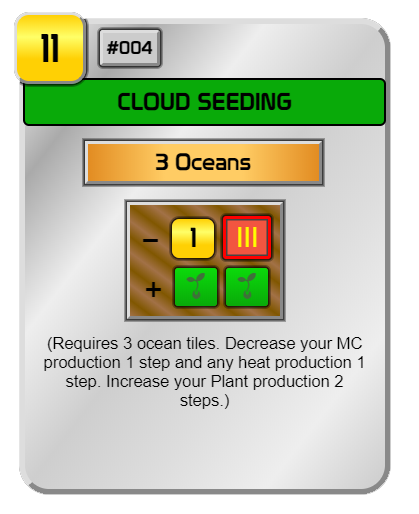 11 #004
CLOUD SEEDING
3 Oceans
- 1
+
(Requires 3 ocean tiles. Decrease your MC
production 1 step and any heat production 1
step. Increase your Plant production 2
steps.)